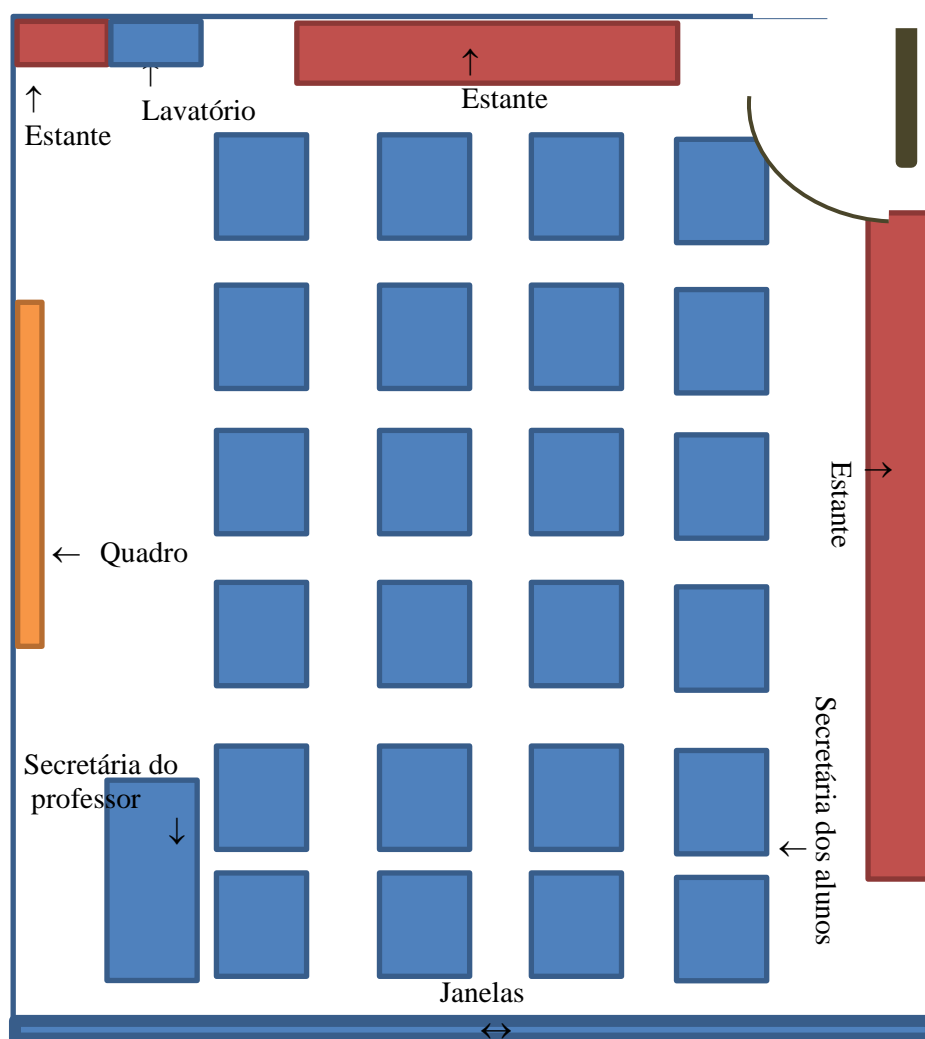 ↑
Estante
↑
Lavatório
↑
Estante
← Quadro
Estante
→
Secretária do
professor
↓
Secretária dos alunos
←
Janelas
↔